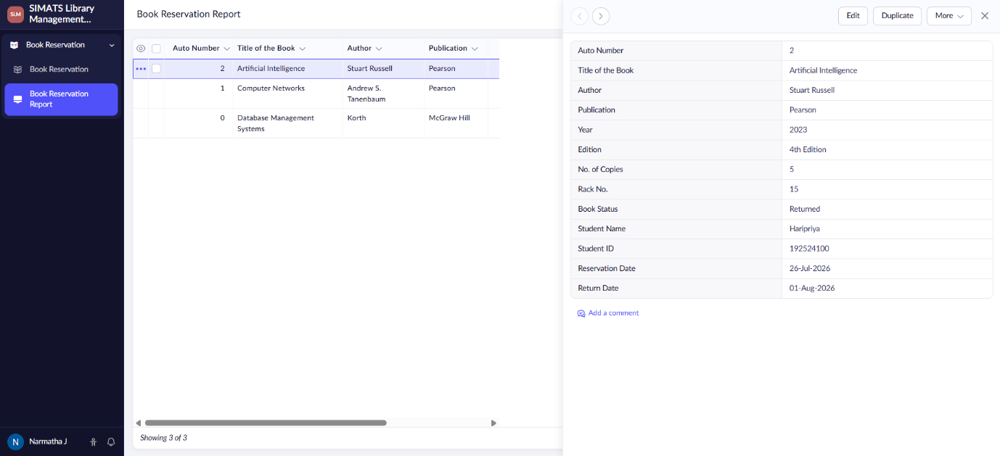 SLM
SIMATS Library
Management...
Book Reservation
Book Reservation
Book Reservation
Report
N
Narmatha J
Book Reservation Report
Auto Number Title of the Book Author Publication
2 Artificial Intelligence Stuart Russell Pearson
1 Computer Networks Andrew S. Pearson
Tanenbaum
0 Database Management Korth McGraw Hill
Systems
Showing 3 of 3
Edit Duplicate More
Auto Number 2
Title of the Book Artificial Intelligence
Author Stuart Russell
Publication Pearson
Year 2023
Edition 4th Edition
No. of Copies 5
Rack No. 15
Book Status Returned
Student Name Haripriya
Student ID 192524100
Reservation Date 26-Jul-2026
Return Date 01-Aug-2026
Add a comment